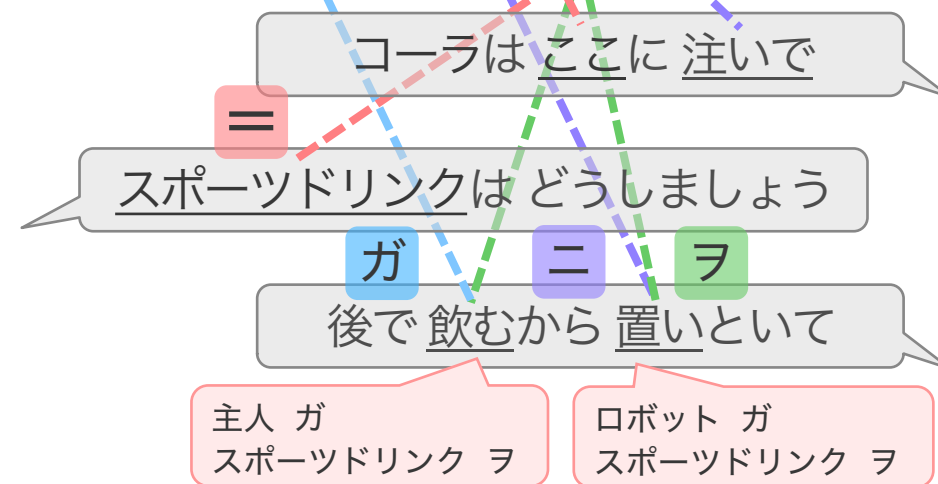 コーラは ここに 注いで
=
スポーツドリンクは どうしましょう
ガ ニ ヲ
後で 飲むから 置いといて
主人 ガ
スポーツドリンク ヲ
ロボット ガ
スポーツドリンク ヲ